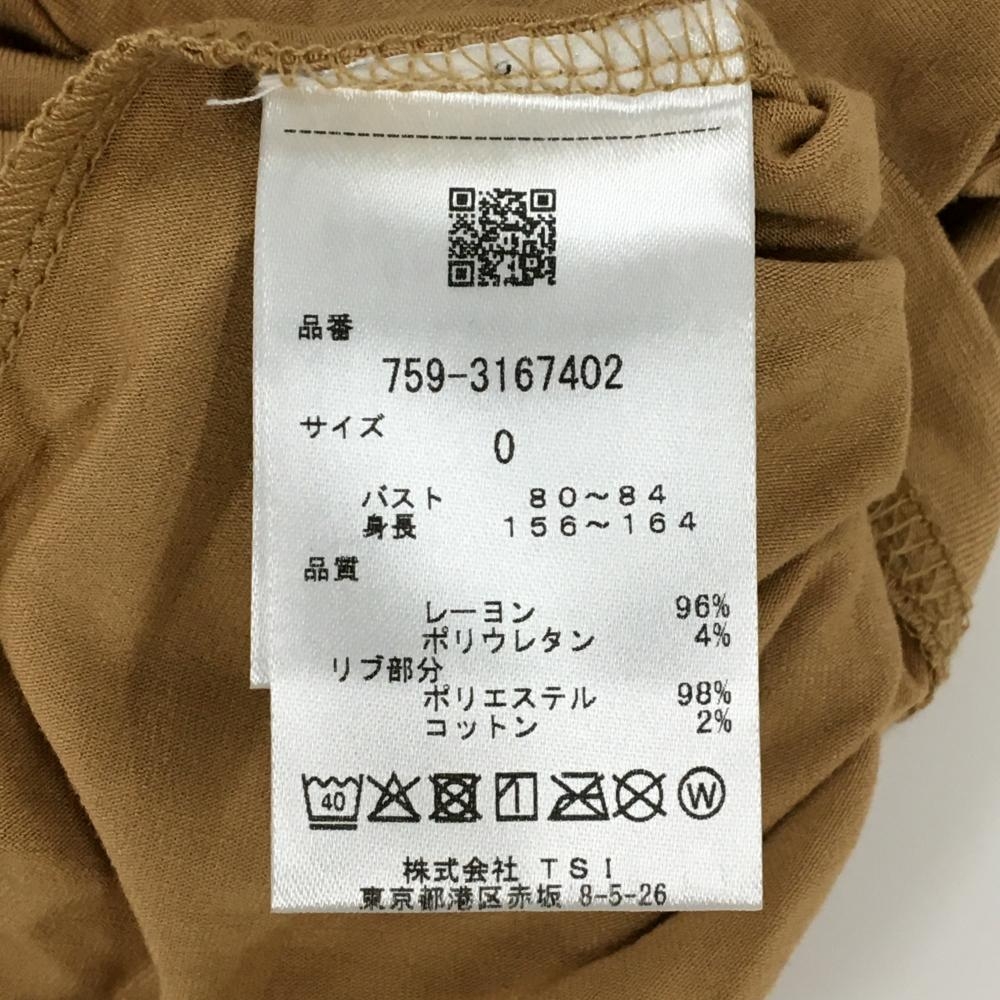 品番
759-3167402
サイズ
0
バスト 80～84
身長 156～164
品質
レーヨン 96%
ポリウレタン 4%
リブ部分
ポリエステル 98%
コットン 2%
40 W
株式会社 TSI
東京都港区赤坂 8-5-26